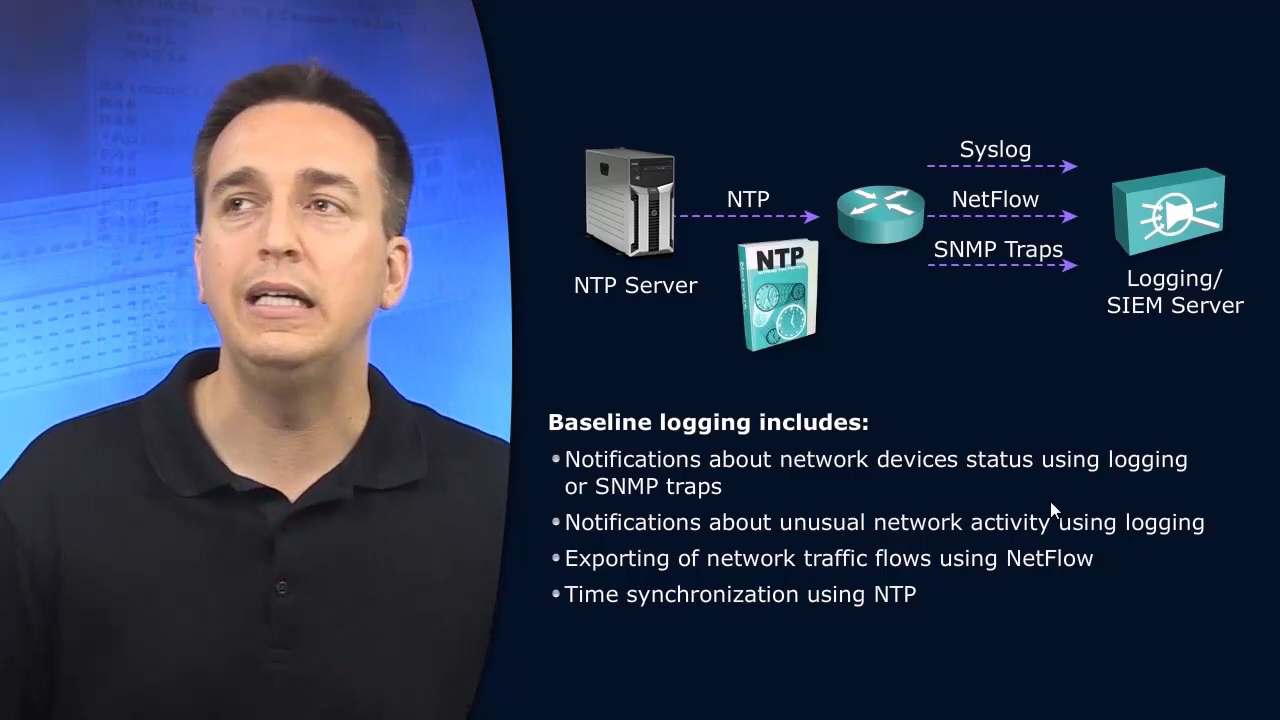 Syslog
NTP
NetFlow
SNMP Traps
NTP
NTP Server
Logging/
SIEM Server
Baseline logging includes:
•Notifications about network devices status using logging
or SNMP traps
•Notifications about unusual network activity using logging
•Exporting of network traffic flows using NetFlow
•Time synchronization using NTP